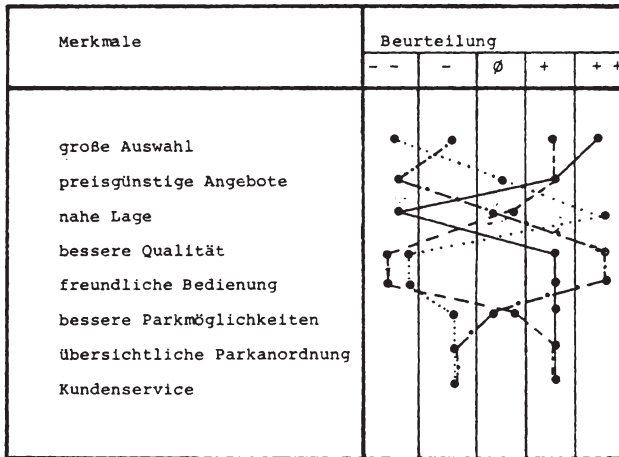 Merkmale Beurteilung
- - - Ø + + +
große Auswahl
preisgünstige Angebote
nahe Lage
bessere Qualität
freundliche Bedienung
bessere Parkmöglichkeiten
übersichtliche Parkanordnung
Kundenservice